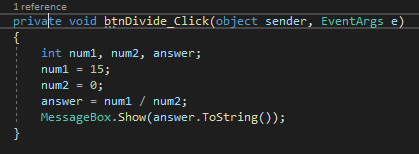 1 reference
private void btnDivide_Click(object sender, EventArgs e)
{
int num1, num2, answer;
num1 = 15;
num2 = 0;
answer = num1 / num2;
MessageBox.Show(answer.ToString());
}